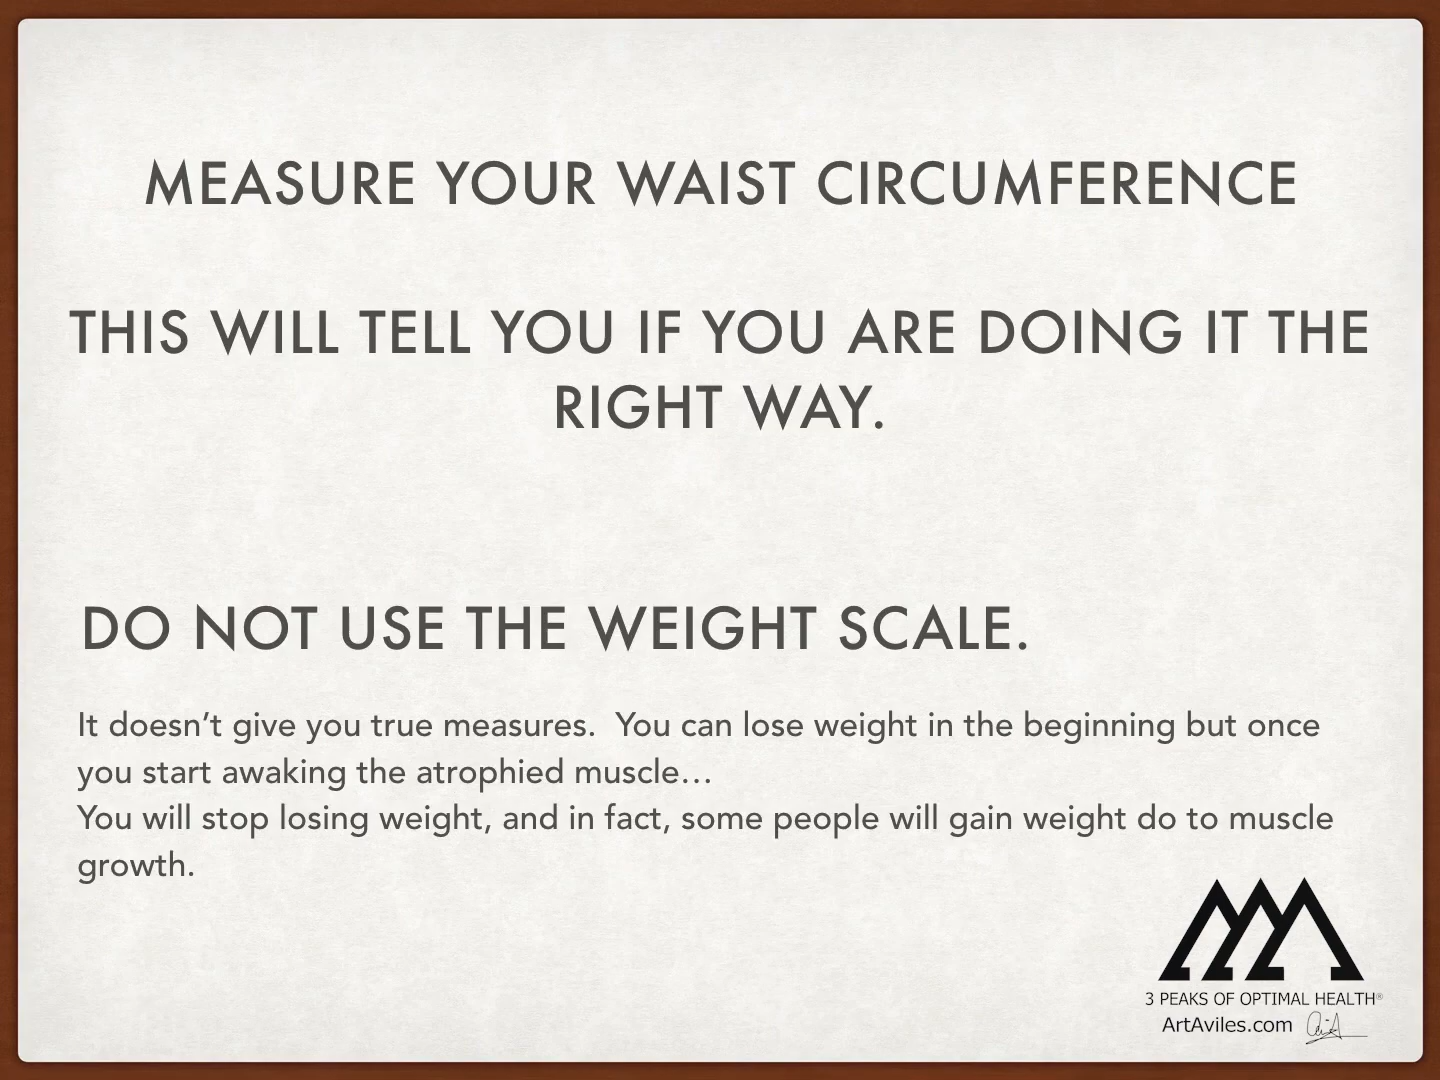 MEASURE YOUR WAIST CIRCUMFERENCE
THIS WILL TELL YOU IF YOU ARE DOING IT THE
RIGHT WAY.
DO NOT USE THE WEIGHT SCALE.
It doesn’t give you true measures.  You can lose weight in the beginning but once
you start awaking the atrophied muscle…
You will stop losing weight, and in fact, some people will gain weight do to muscle
growth.
3 PEAKS OF OPTIMAL HEALTH®
ArtAviles.com